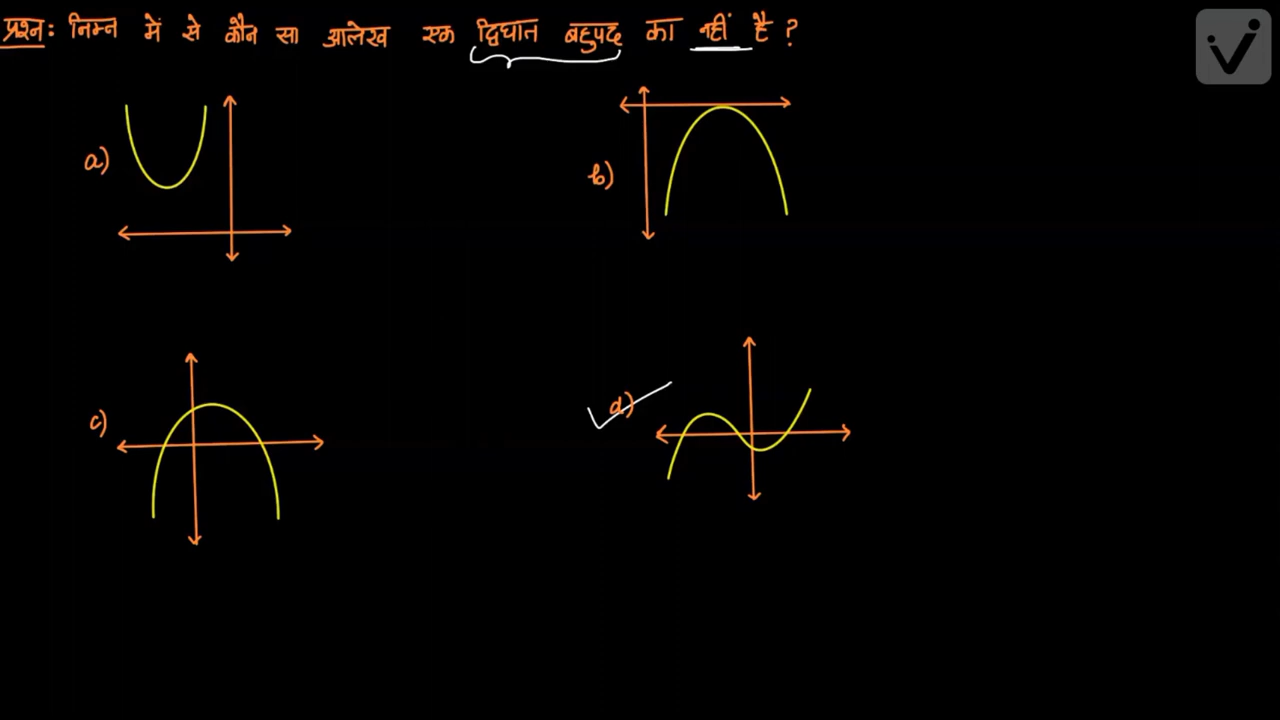 प्रश्न: निम्न में से कौन सा आलेख एक द्विघात बहुपद का नहीं है ?
a)
b)
c)
d)